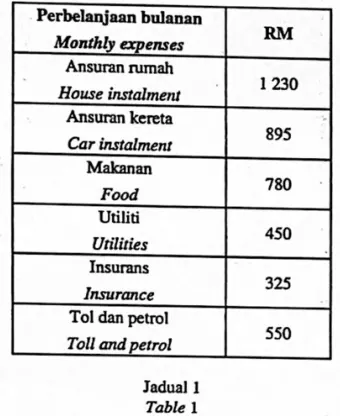 Perbelanjaan bulanan
Monthly expenses
RM
Ansuran rumah
House instalment
1 230
Ansuran kereta
Car instalment
895
Makanan
Food
780
Utiliti
Utilities
450
Insurans
Insurance
325
Tol dan petrol
Toll and petrol
550
Jadual 1
Table 1